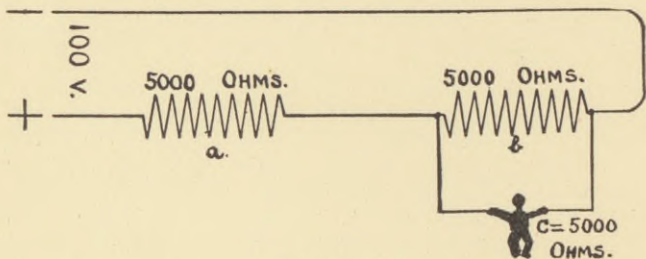 —
100 V.
+
5000 OHMS.
a.
5000 OHMS.
b
C=5000
OHMS.